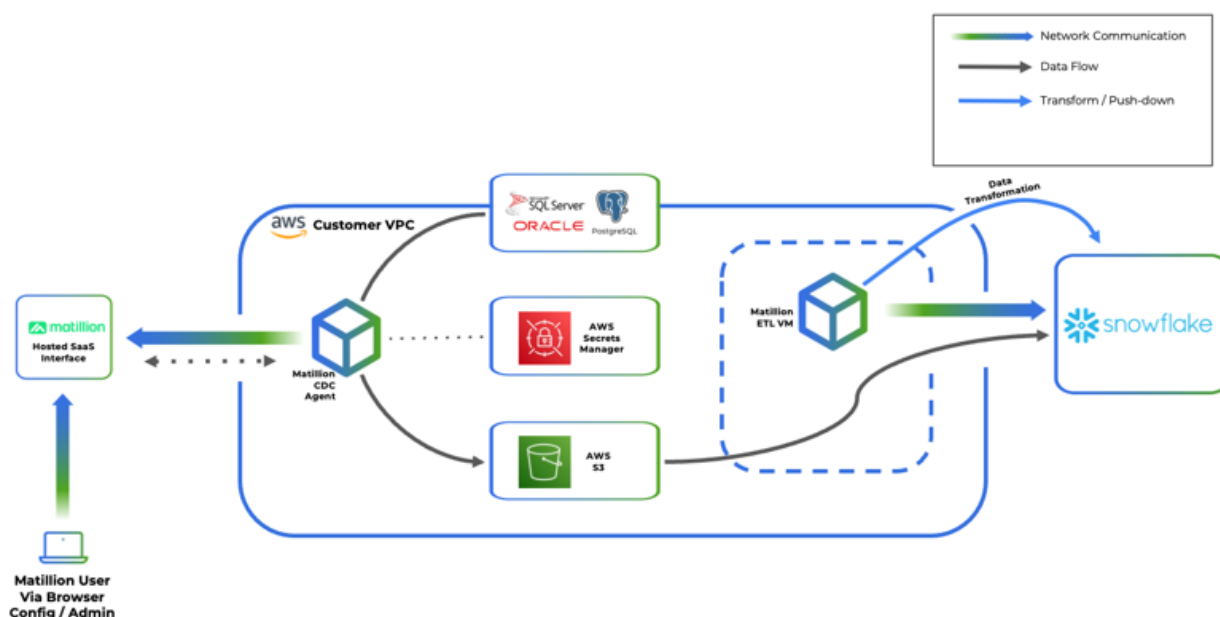 Network Communication
Data Flow
Transform / Push-down
Data
Transformation
aws Customer VPC
Microsoft
SQL Server
ORACLE
PostgreSQL
Matillion
ETL VM
snowflake
matillion
Hosted SaaS
Interface
AWS
Secrets
Manager
Matillion
CDC
Agent
AWS
S3
Matillion User
Via Browser
Config / Admin